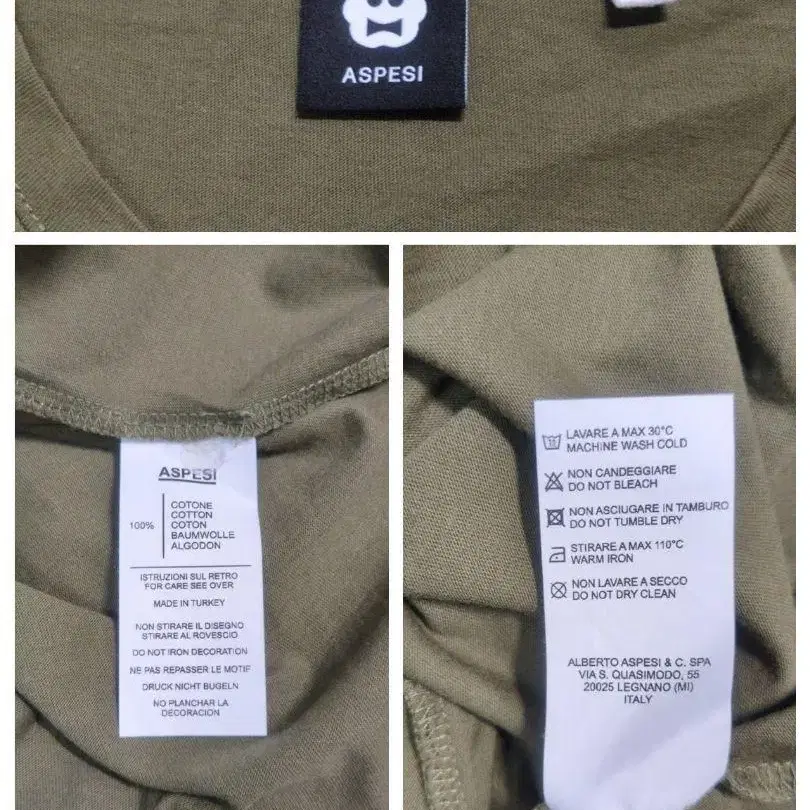 ASPESI
ASPESI
100%
COTONE
COTTON
COTON
BAUMWOLLE
ALGODON
ISTRUZIONI SUL RETRO
FOR CARE SEE OVER
MADE IN TURKEY
NON STIRARE IL DISEGNO
STIRARE AL ROVESCIO
DO NOT IRON DECORATION
NE PAS REPASSER LE MOTIF
DRUCK NICHT BUGELN
NO PLANCHAR LA
DECORACION
LAVARE A MAX 30°C
MACHINE WASH COLD
NON CANDEGGIARE
DO NOT BLEACH
NON ASCIUGARE IN TAMBURO
DO NOT TUMBLE DRY
STIRARE A MAX 110°C
WARM IRON
NON LAVARE A SECCO
DO NOT DRY CLEAN
ALBERTO ASPESI & C. SPA
VIA S. QUASIMODO, 55
20025 LEGNANO (MI)
ITALY